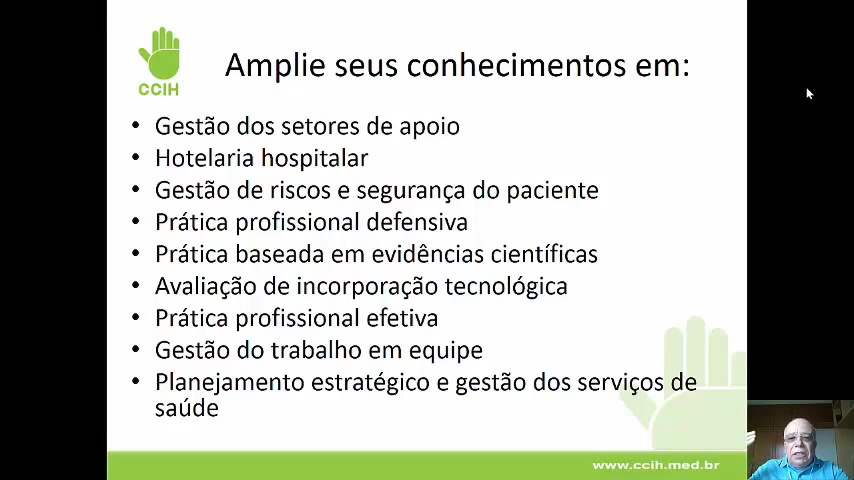 CCIH
Amplie seus conhecimentos em:
• Gestão dos setores de apoio
• Hotelaria hospitalar
• Gestão de riscos e segurança do paciente
• Prática profissional defensiva
• Prática baseada em evidências científicas
• Avaliação de incorporação tecnológica
• Prática profissional efetiva
• Gestão do trabalho em equipe
• Planejamento estratégico e gestão dos serviços de
saúde
www.ccih.med.br